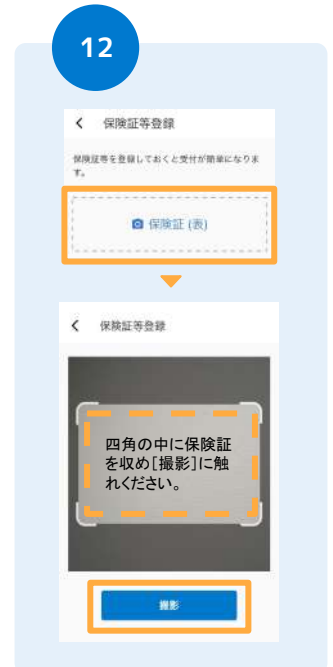 12
保険証等登録
保険証等を登録しておくと受付が簡単になりま
す。
保険証 (表)
保険証等登録
四角の中に保険証
を収め[撮影]に触
れください。
撮影